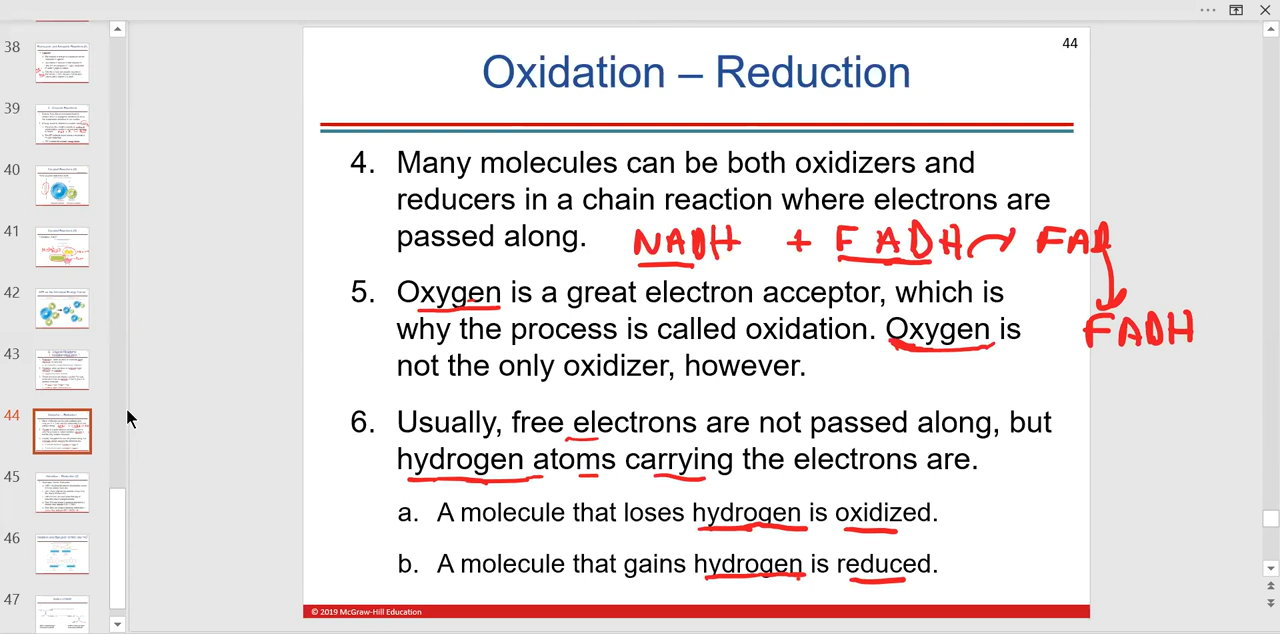 44
Oxidation – Reduction
4. Many molecules can be both oxidizers and
reducers in a chain reaction where electrons are
passed along.
NADH + FADH FAD
FADH
5. Oxygen is a great electron acceptor, which is
why the process is called oxidation. Oxygen is
not the only oxidizer, however.
6. Usually, free electrons are not passed along, but
hydrogen atoms carrying the electrons are.
a. A molecule that loses hydrogen is oxidized.
b. A molecule that gains hydrogen is reduced.
© 2019 McGraw-Hill Education
38
39
40
41
42
43
44
45
46
47